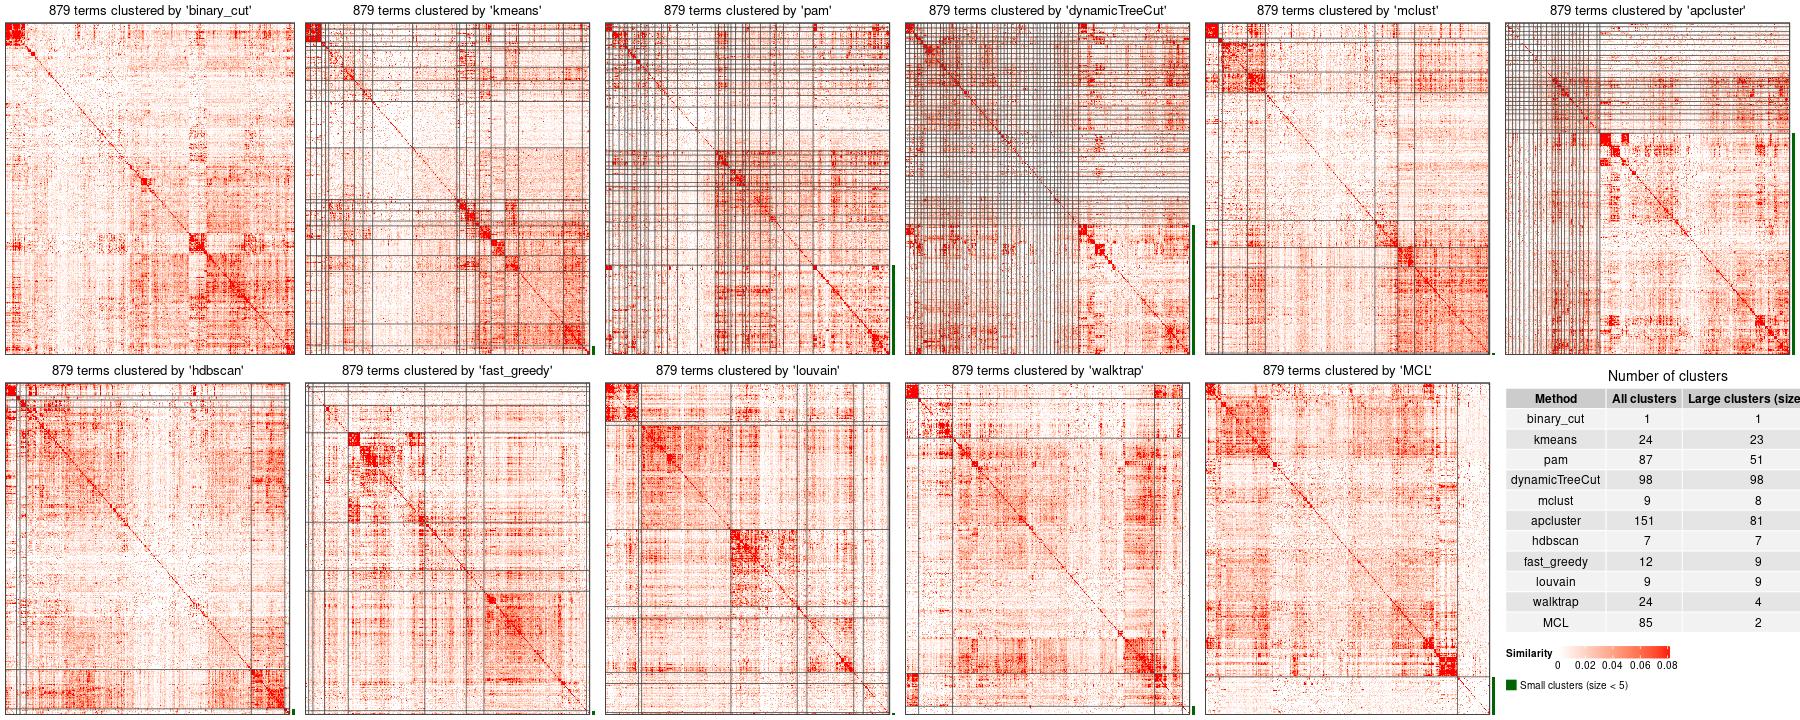 879 terms clustered by 'binary_cut'
879 terms clustered by 'kmeans'
879 terms clustered by 'pam'
879 terms clustered by 'dynamicTreeCut'
879 terms clustered by 'mclust'
879 terms clustered by 'apcluster'
879 terms clustered by 'hdbscan'
879 terms clustered by 'fast_greedy'
879 terms clustered by 'louvain'
879 terms clustered by 'walktrap'
879 terms clustered by 'MCL'
Number of clusters
Method All clusters Large clusters (size
binary_cut 1 1
kmeans 24 23
pam 87 51
dynamicTreeCut 98 98
mclust 9 8
apcluster 151 81
hdbscan 7 7
fast_greedy 12 9
louvain 9 9
walktrap 24 4
MCL 85 2
Similarity
0 0.02 0.04 0.06 0.08
Small clusters (size < 5)